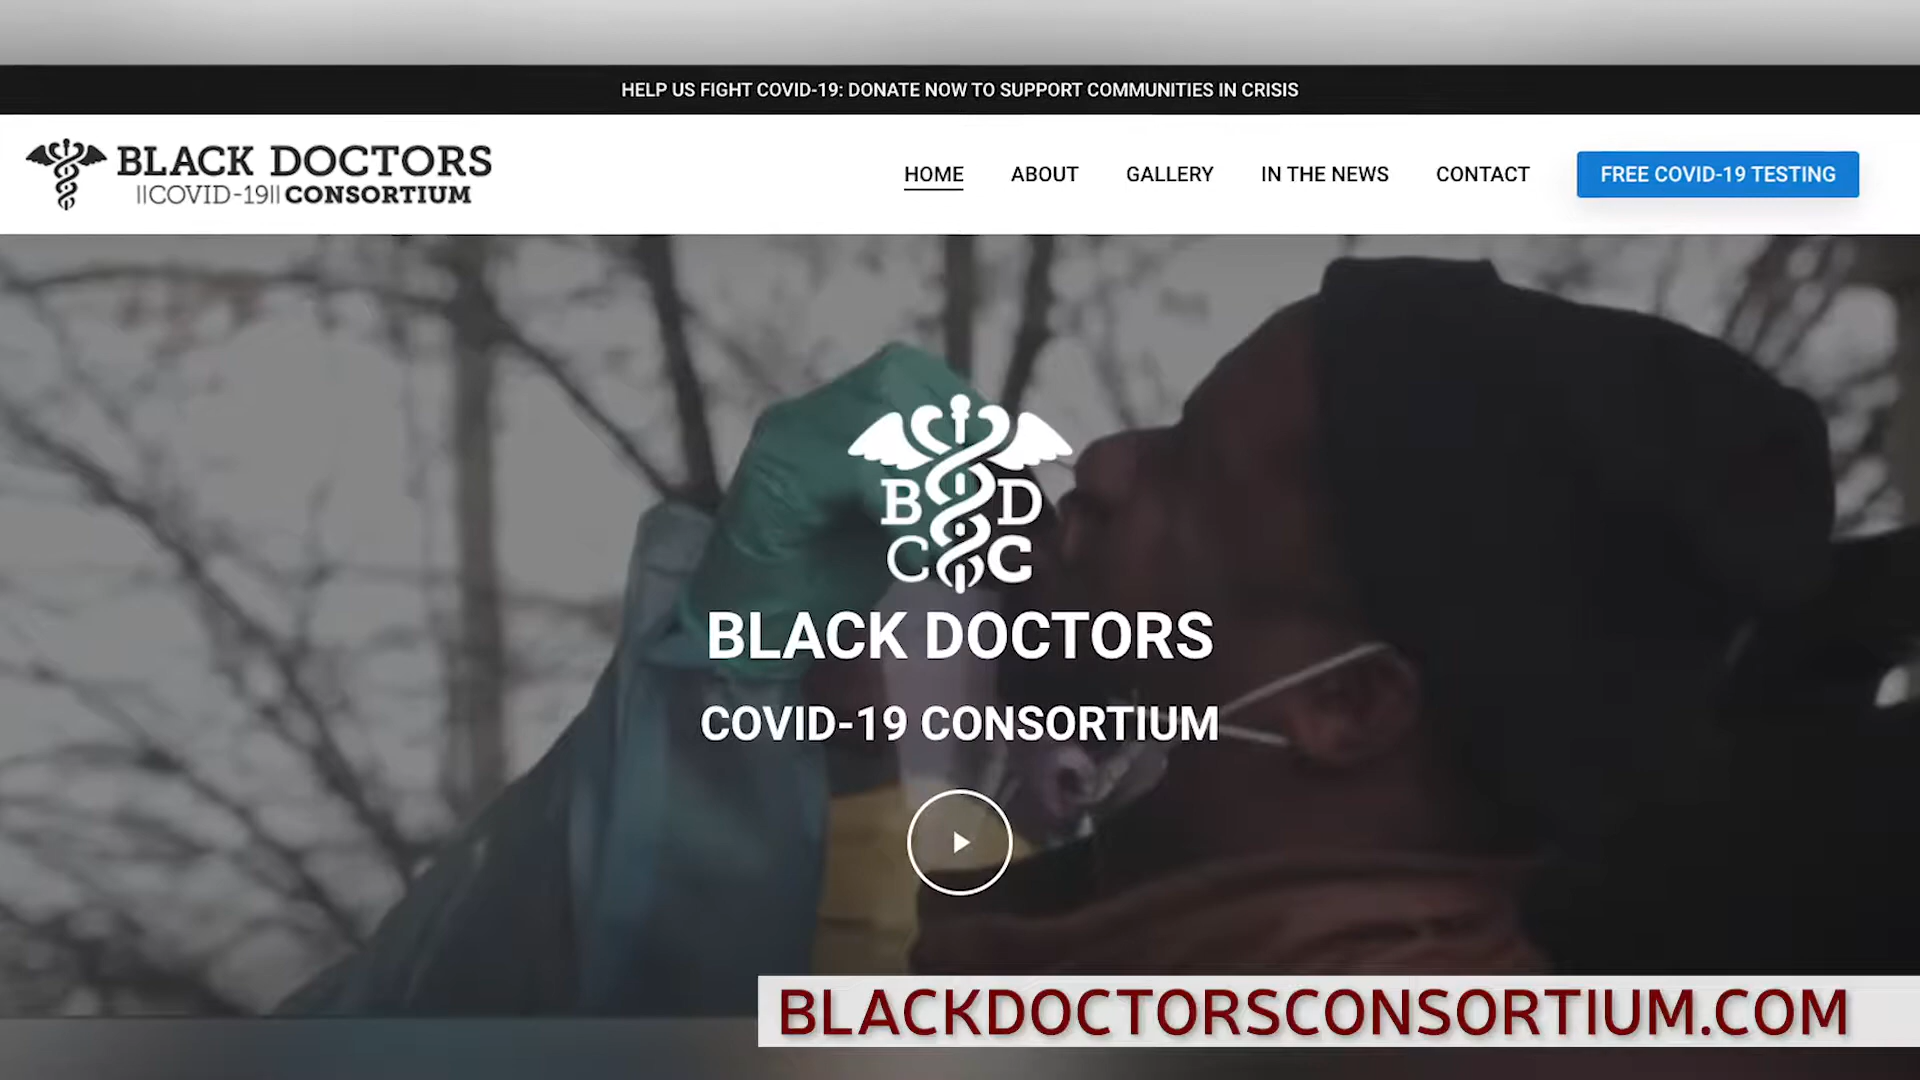 HELP US FIGHT COVID-19: DONATE NOW TO SUPPORT COMMUNITIES IN CRISIS
BLACK DOCTORS
||COVID-19|| CONSORTIUM
HOME ABOUT GALLERY IN THE NEWS CONTACT FREE COVID-19 TESTING
B D
C C
BLACK DOCTORS
COVID-19 CONSORTIUM
BLACKDOCTORSCONSORTIUM.COM